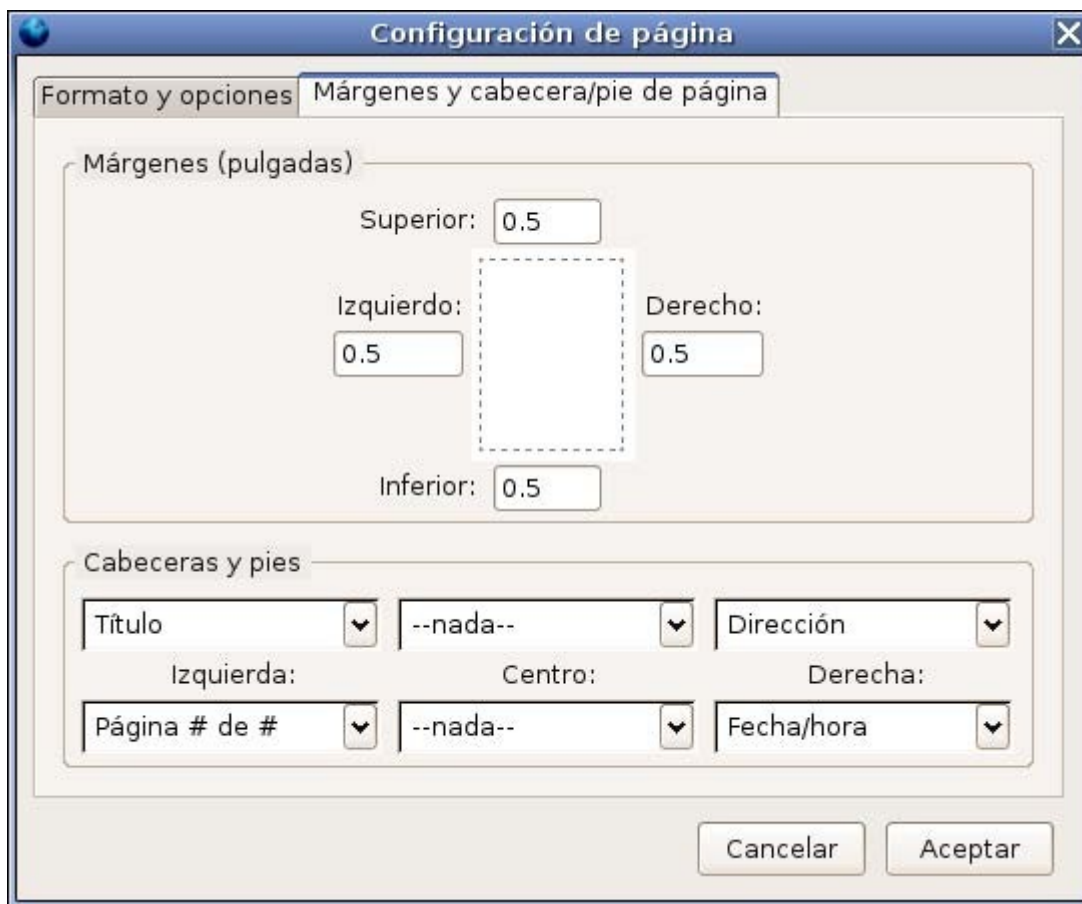 Configuración de página
Formato y opciones Márgenes y cabecera/pie de página
Márgenes (pulgadas)
Superior: 0.5
Izquierdo: Derecho:
0.5 0.5
Inferior: 0.5
Cabeceras y pies
Título --nada-- Dirección
Izquierda: Centro: Derecha:
Página # de # --nada-- Fecha/hora
Cancelar Aceptar